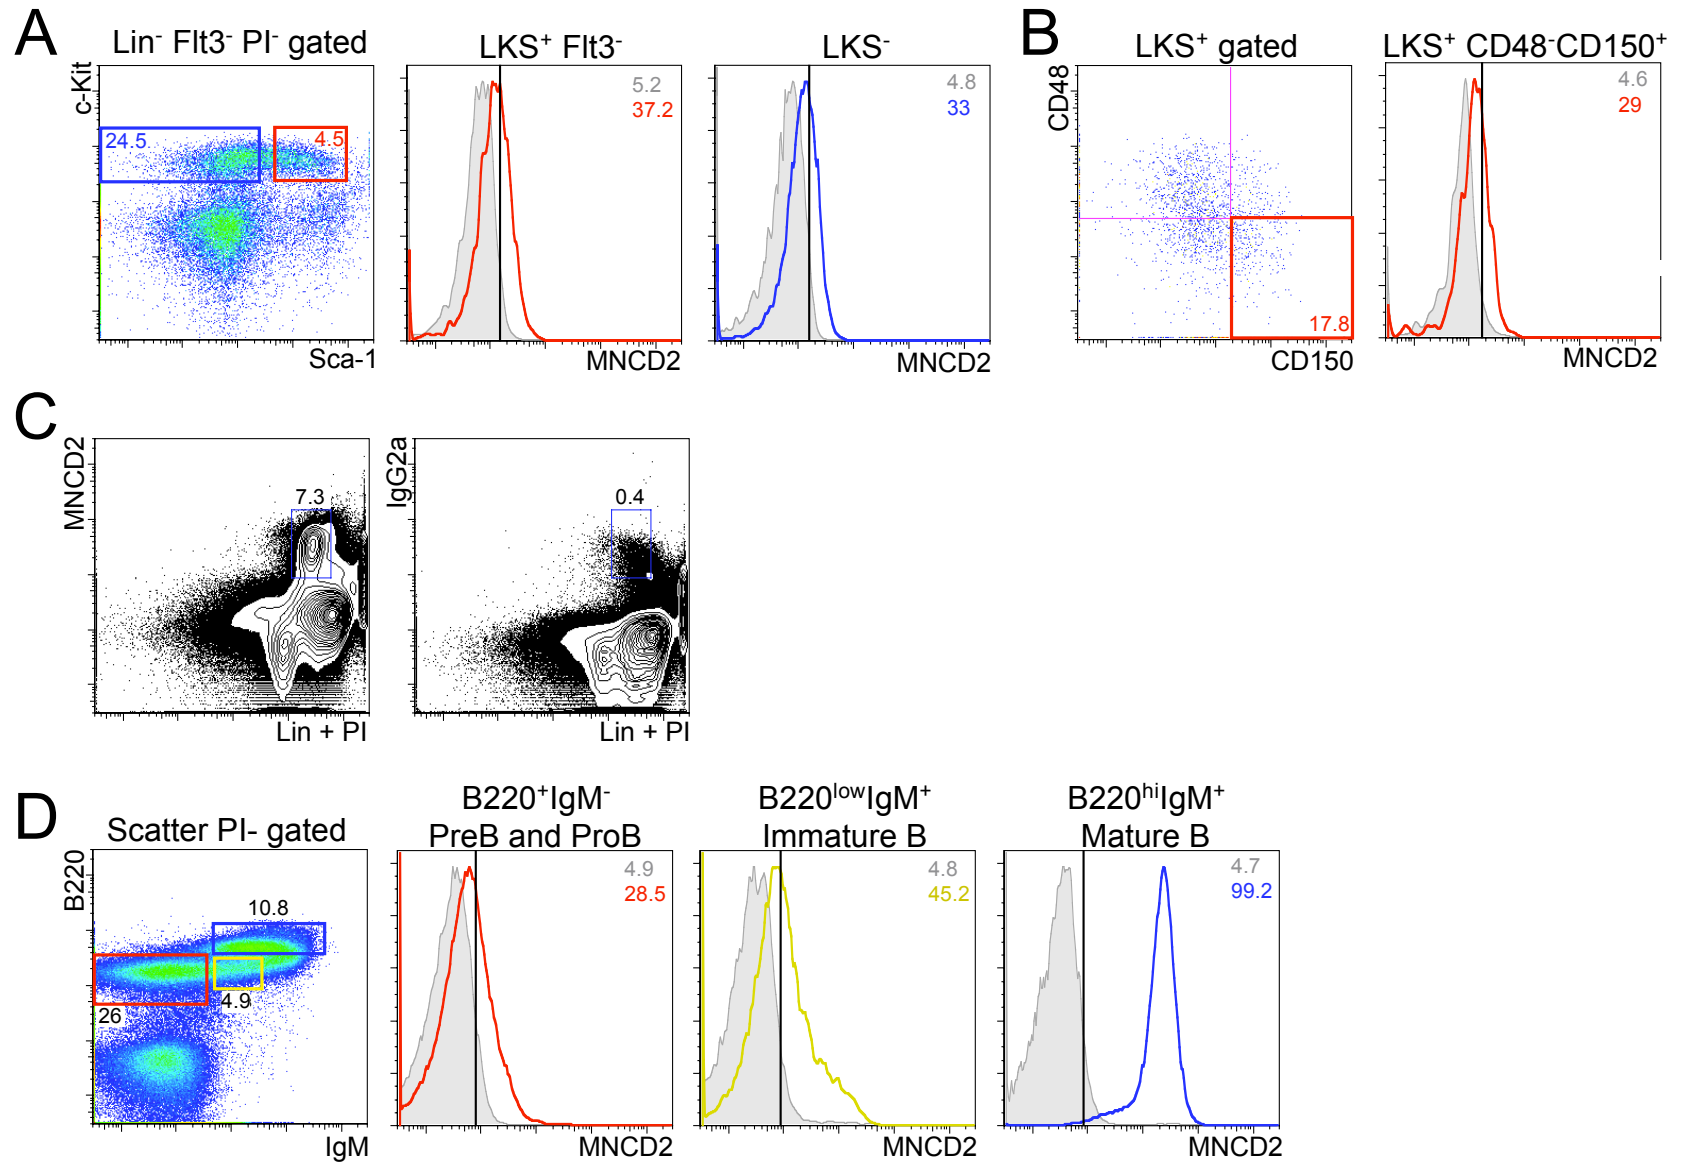 A
Lin⁻ Flt3⁻ PI⁻ gated
c-Kit
24.5
4.5
Sca-1
LKS⁺ Flt3⁻
5.2
37.2
MNCD2
LKS⁻
4.8
33
MNCD2
B
LKS⁺ gated
CD48
17.8
CD150
LKS⁺ CD48⁻CD150⁺
4.6
29
MNCD2
C
MNCD2
7.3
Lin + PI
IgG2a
0.4
Lin + PI
D
Scatter PI- gated
B220
10.8
4.9
26
IgM
B220⁺IgM⁻
PreB and ProB
4.9
28.5
MNCD2
B220ˡᵒʷIgM⁺
Immature B
4.8
45.2
MNCD2
B220ʰⁱIgM⁺
Mature B
4.7
99.2
MNCD2